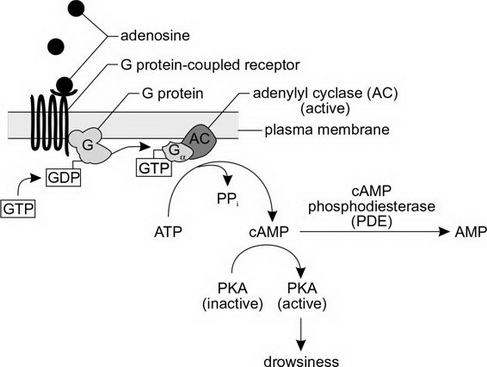 adenosine
G protein-coupled receptor
G protein
adenylyl cyclase (AC)
(active)
plasma membrane
G
AC
Gα
GDP
GTP
GTP
PPi
ATP
cAMP
cAMP
phosphodiesterase
(PDE)
AMP
PKA
(inactive)
PKA
(active)
drowsiness